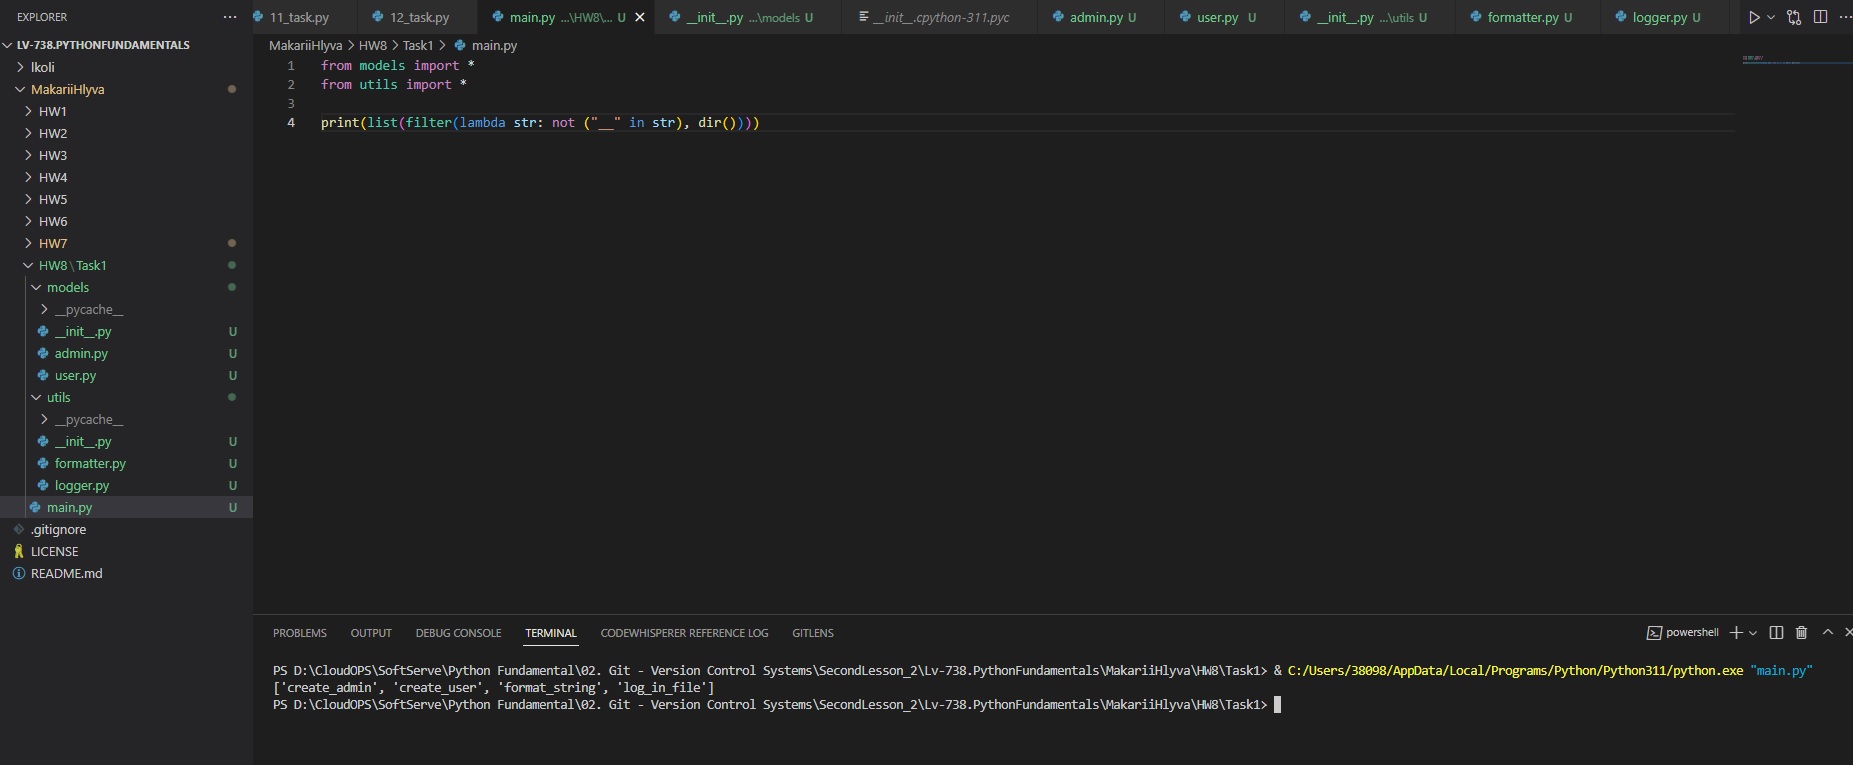 EXPLORER ...
LV-738.PYTHONFUNDAMENTALS
lkoli
MakariiHlyva
HW1
HW2
HW3
HW4
HW5
HW6
HW7
HW8\Task1
models
__pycache__
__init__.py U
admin.py U
user.py U
utils
__pycache__
__init__.py U
formatter.py U
logger.py U
main.py U
.gitignore
LICENSE
README.md
11_task.py 12_task.py main.py ...\HW8\... U __init__.py ...\models U __init__.cpython-311.pyc admin.py U user.py U __init__.py ...\utils U formatter.py U logger.py U
MakariiHlyva > HW8 > Task1 > main.py
1 from models import *
2 from utils import *
3
4 print(list(filter(lambda str: not ("__" in str), dir())))
PROBLEMS OUTPUT DEBUG CONSOLE TERMINAL CODEWHISPERER REFERENCE LOG GITLENS powershell
PS D:\CloudOPS\SoftServe\Python Fundamental\02. Git - Version Control Systems\SecondLesson_2\Lv-738.PythonFundamentals\MakariiHlyva\HW8\Task1> & C:/Users/38098/AppData/Local/Programs/Python/Python311/python.exe "main.py"
['create_admin', 'create_user', 'format_string', 'log_in_file']
PS D:\CloudOPS\SoftServe\Python Fundamental\02. Git - Version Control Systems\SecondLesson_2\Lv-738.PythonFundamentals\MakariiHlyva\HW8\Task1>